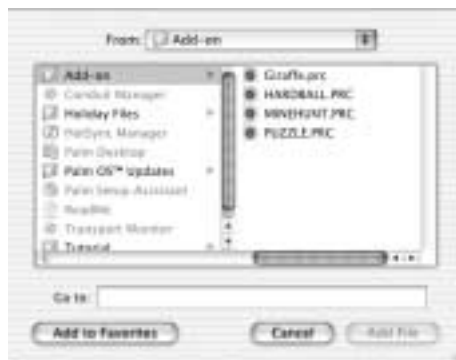 From: Add-on
Add-on
Conduit Manager
Holiday Files
HotSync Manager
Palm Desktop
Palm OS™ Updates
Palm Setup Assistant
ReadMe
Transport Monitor
Tutorial
Giraffe.prc
HARDBALL.PRC
MINEHUNT.PRC
PUZZLE.PRC
Go to:
Add to Favorites
Cancel
Add File